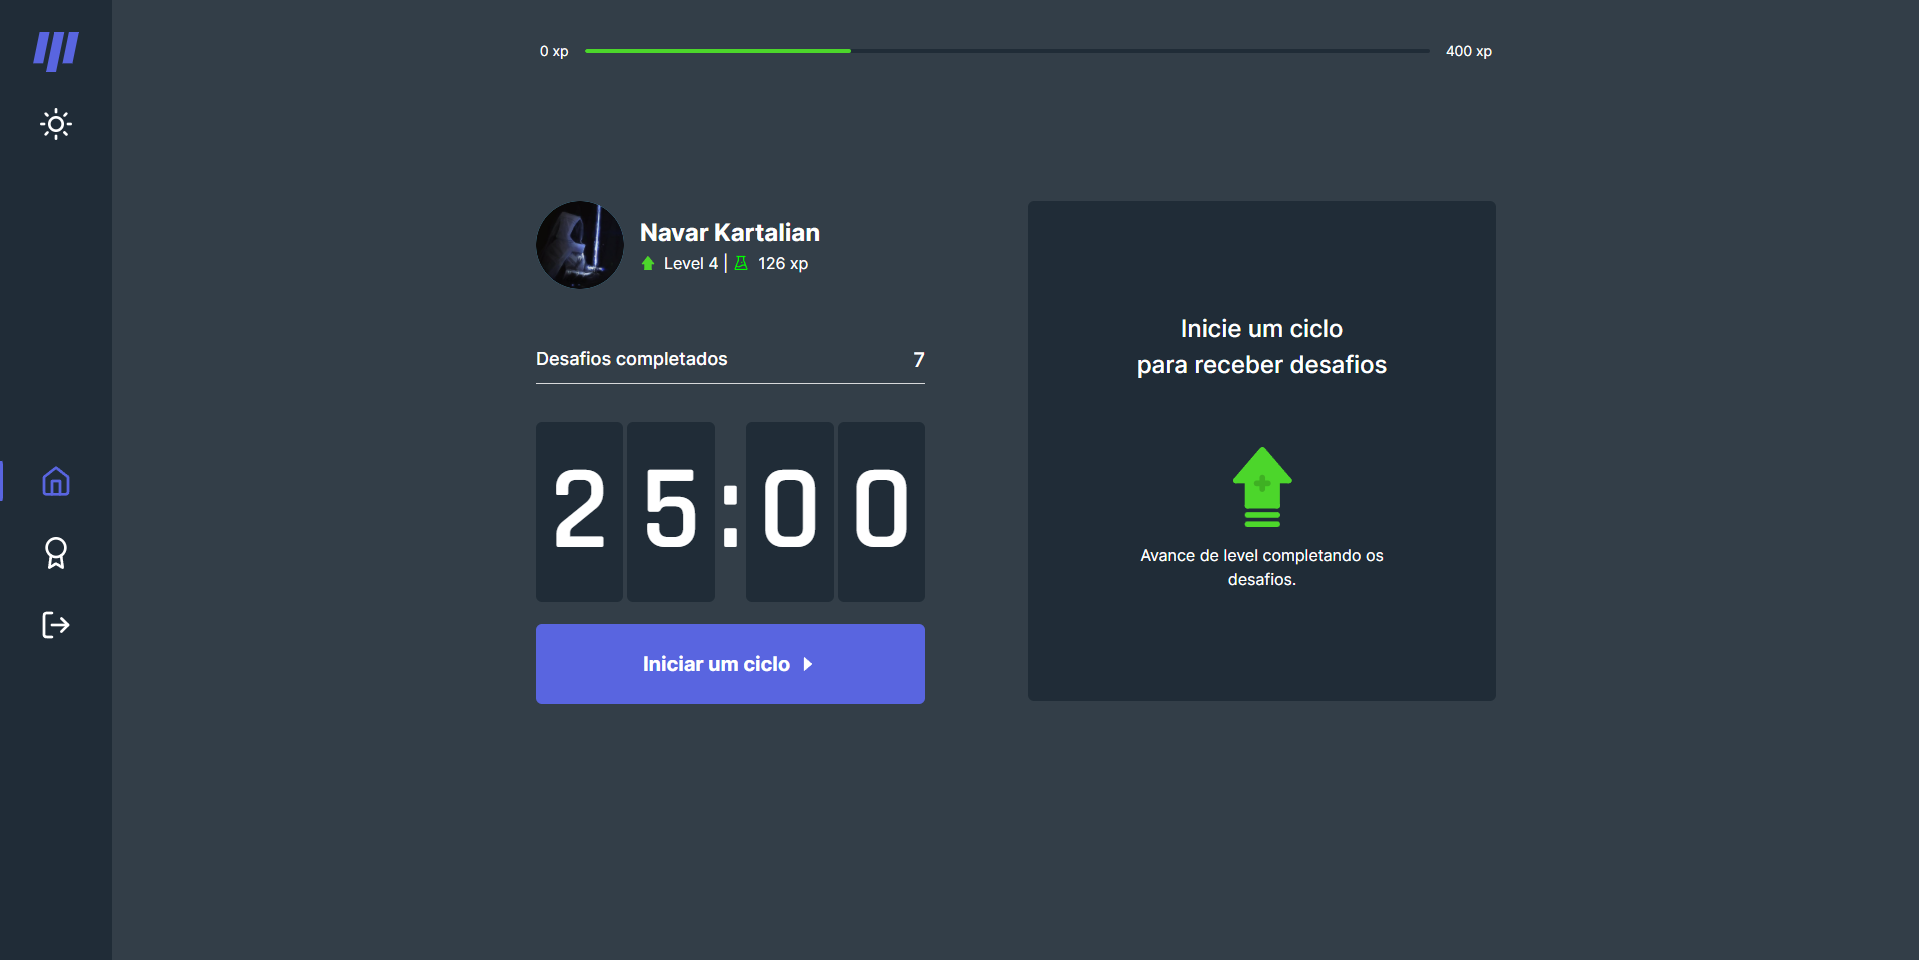 0 xp
400 xp
Navar Kartalian
Level 4 | 126 xp
Desafios completados 7
25:00
Iniciar um ciclo
Inicie um ciclo
para receber desafios
Avance de level completando os
desafios.